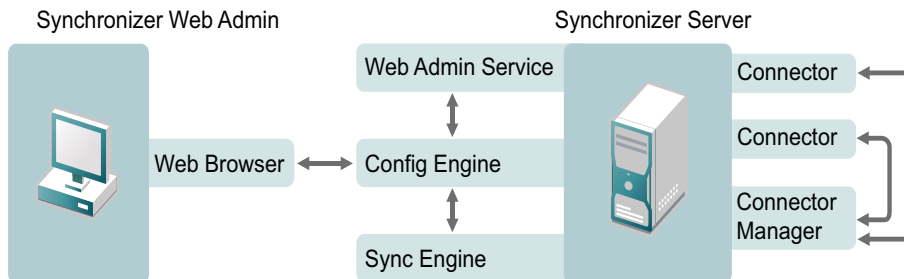 Synchronizer Web Admin
Synchronizer Server
Web Admin Service
Connector
Web Browser
Config Engine
Connector
Sync Engine
Connector
Manager